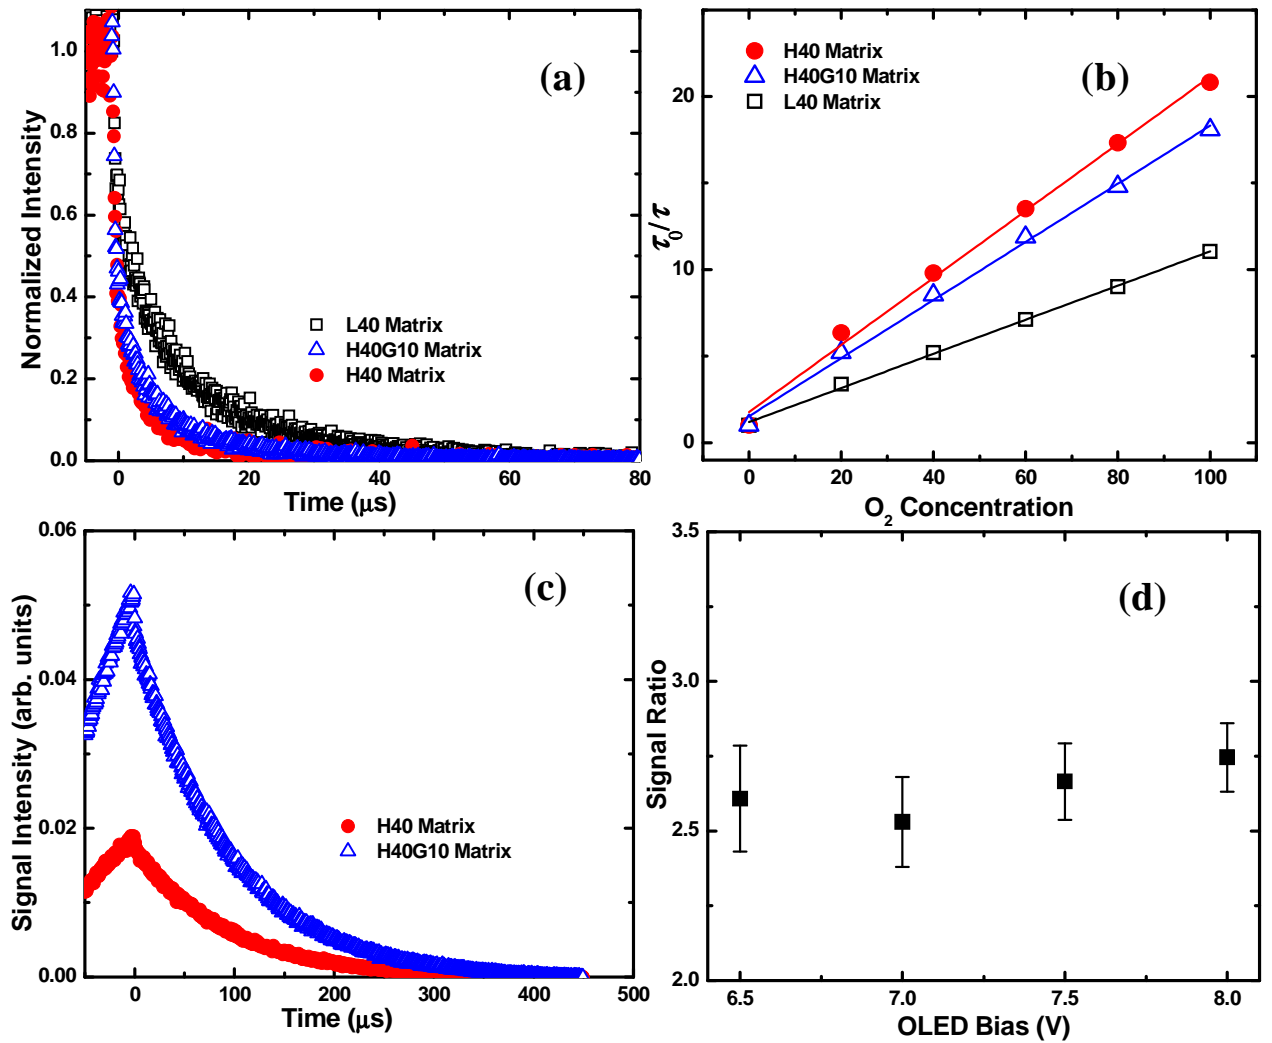 (a)
Normalized Intensity
1.0
0.8
0.6
0.4
0.2
0.0
L40 Matrix
H40G10 Matrix
H40 Matrix
0 20 40 60 80
Time (μs)
(b)
τ₀/τ
20
10
0
H40 Matrix
H40G10 Matrix
L40 Matrix
0 20 40 60 80 100
O₂ Concentration
(c)
Signal Intensity (arb. units)
0.06
0.04
0.02
0.00
H40 Matrix
H40G10 Matrix
0 100 200 300 400 500
Time (μs)
(d)
Signal Ratio
3.5
3.0
2.5
2.0
6.5 7.0 7.5 8.0
OLED Bias (V)